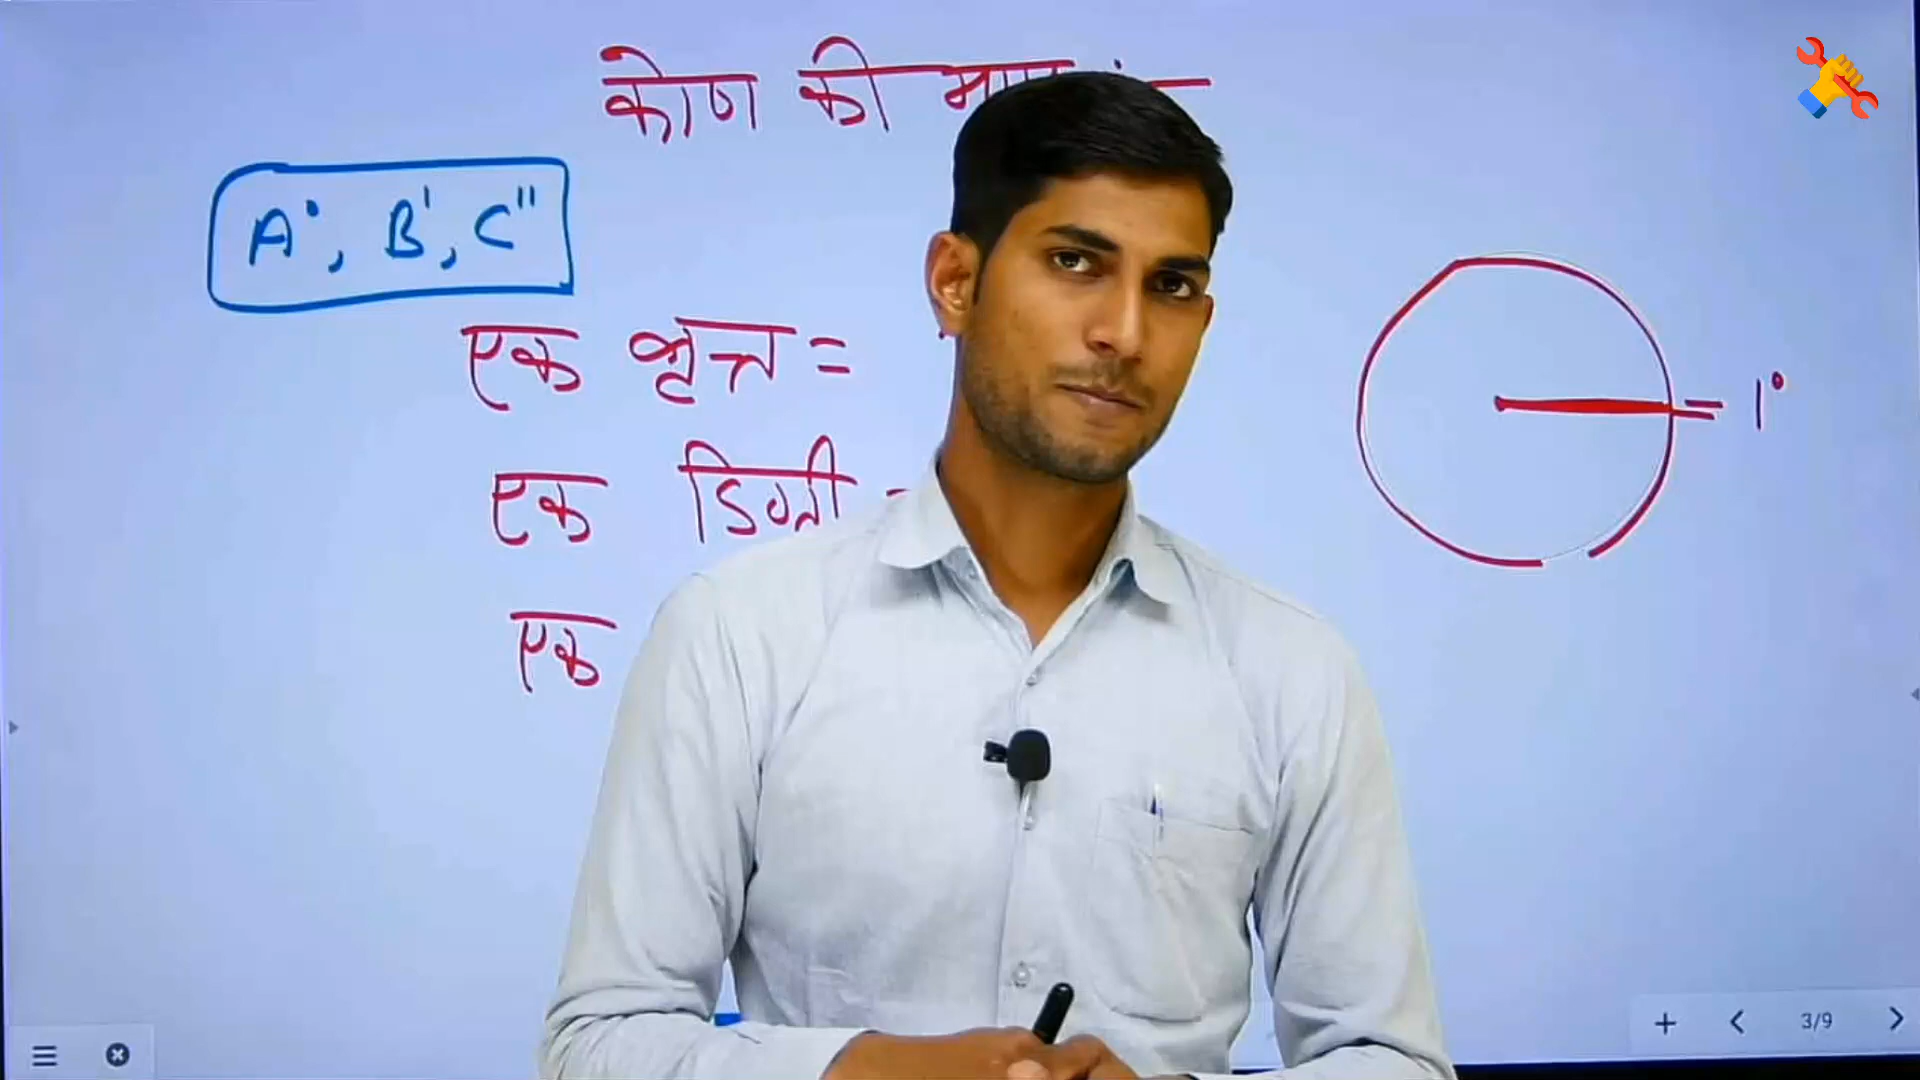 कोण की
A°, B', C"
एक वृत्त =
= 1°
एक डिग्री
एक
3/9